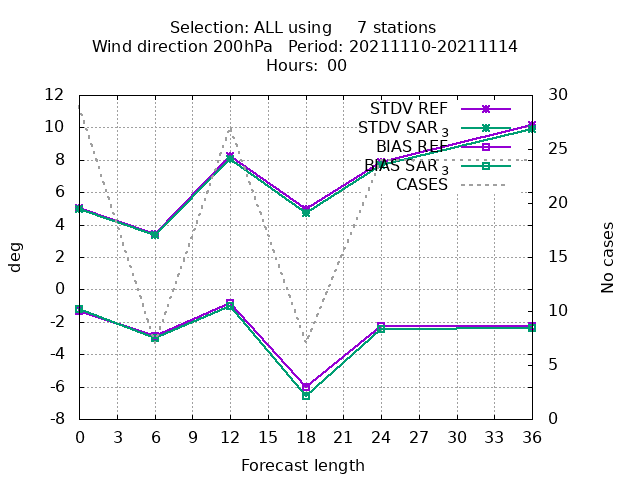 Selection: ALL using 7 stations
Wind direction 200hPa Period: 20211110-20211114
Hours: 00
12
10
8
6
4
2
0
-2
-4
-6
-8
deg
STDV REF
STDV SAR 3
BIAS REF
BIAS SAR 3
CASES
30
25
20
15
10
5
0
No cases
0 3 6 9 12 15 18 21 24 27 30 33 36
Forecast length